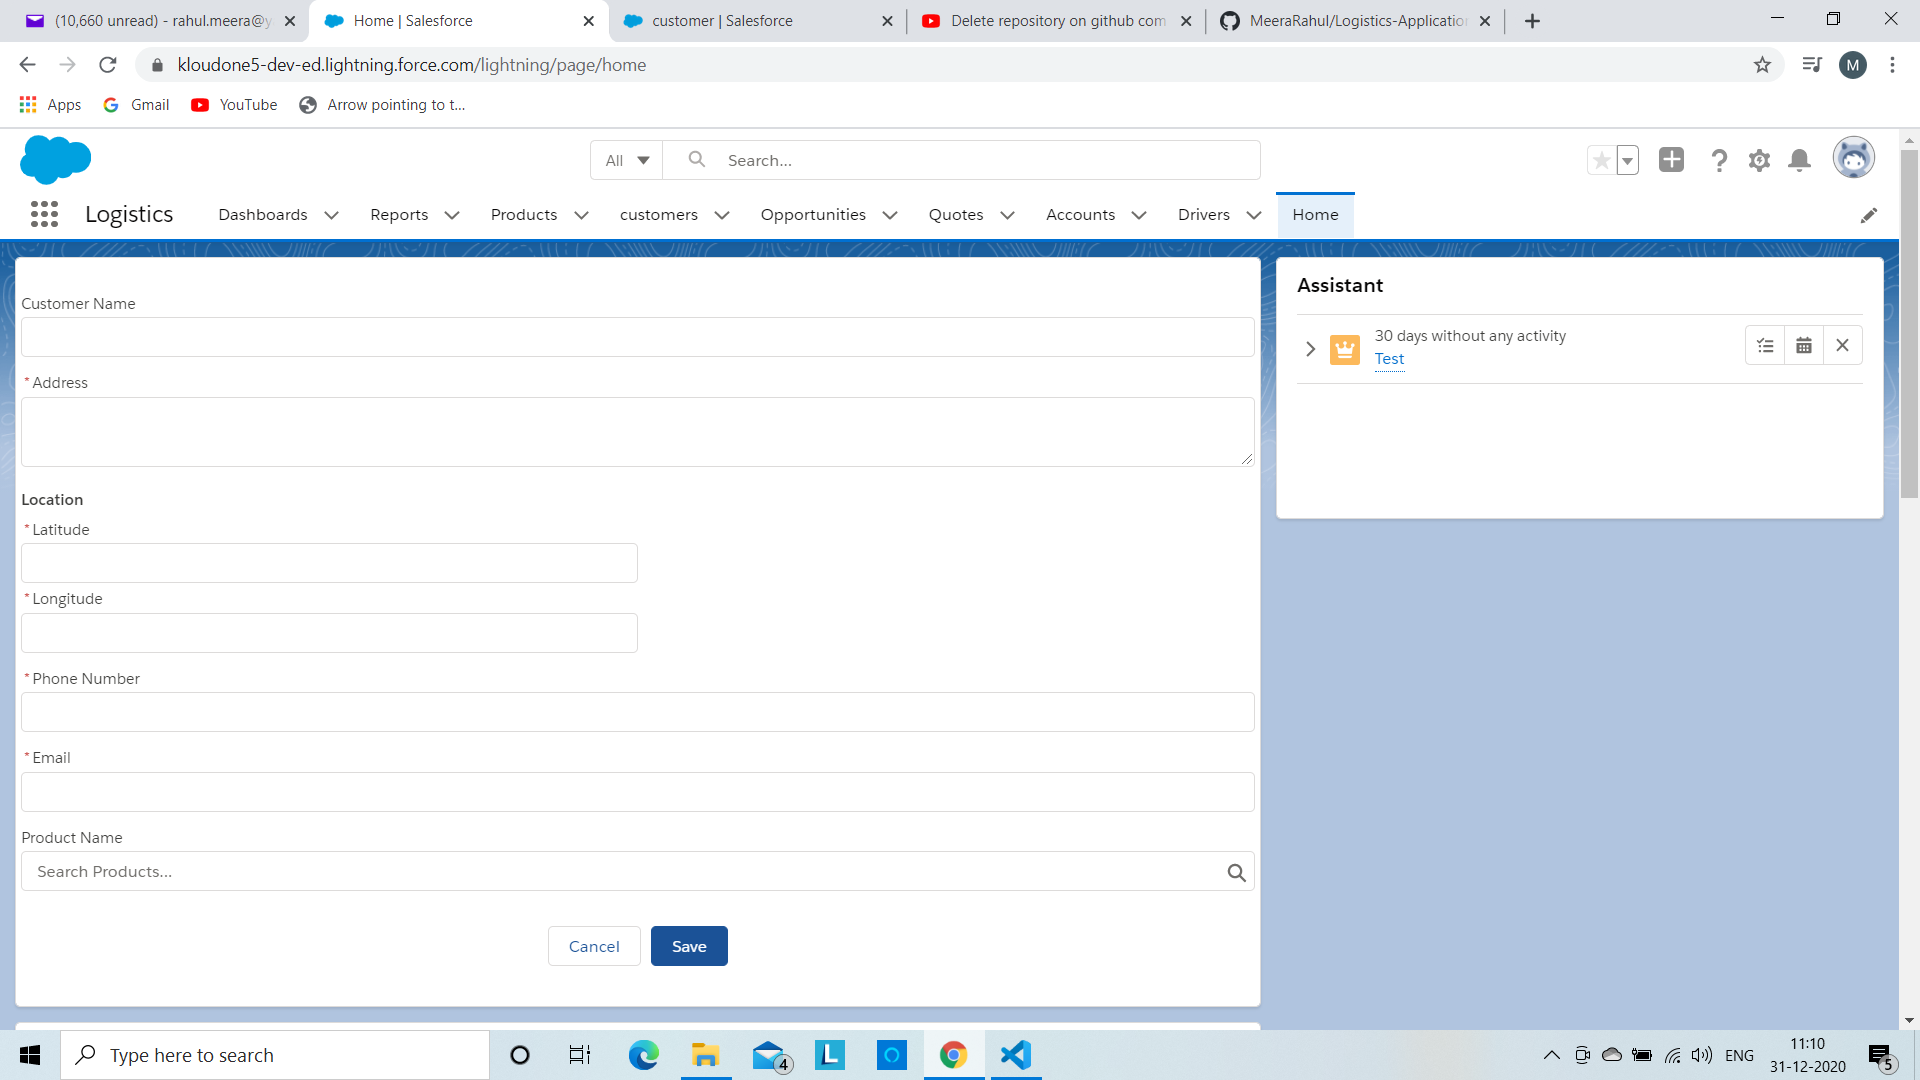 (10,660 unread) - rahul.meera@y
Home | Salesforce
customer | Salesforce
Delete repository on github com
MeeraRahul/Logistics-Application
kloudone5-dev-ed.lightning.force.com/lightning/page/home
M
Apps
Gmail
YouTube
Arrow pointing to t...
All
Search...
Logistics
Dashboards
Reports
Products
customers
Opportunities
Quotes
Accounts
Drivers
Home
Customer Name
*Address
Location
*Latitude
*Longitude
*Phone Number
*Email
Product Name
Search Products...
Cancel
Save
Assistant
30 days without any activity
Test
Type here to search
4
L
ENG
11:10
31-12-2020
5